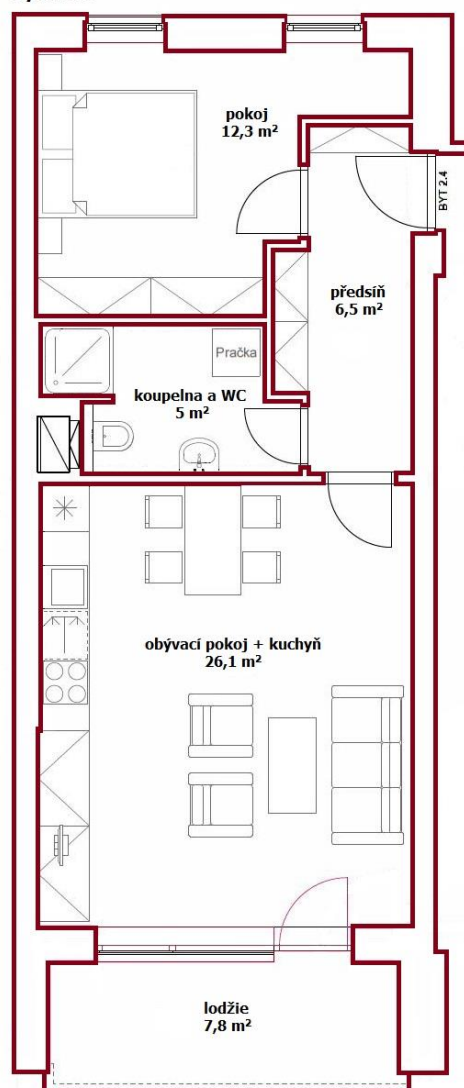 pokoj
12,3 m²
BYT 2.4
předsíň
6,5 m²
Pračka
koupelna a WC
5 m²
obývací pokoj + kuchyň
26,1 m²
lodžie
7,8 m²